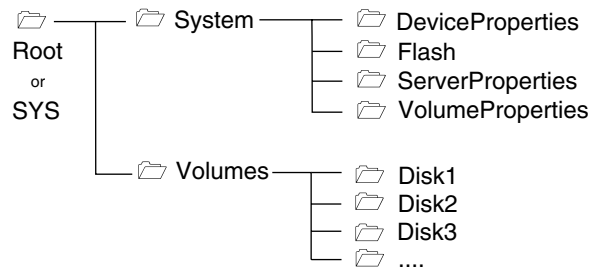 Root
or
SYS
System
DeviceProperties
Flash
ServerProperties
VolumeProperties
Volumes
Disk1
Disk2
Disk3
....